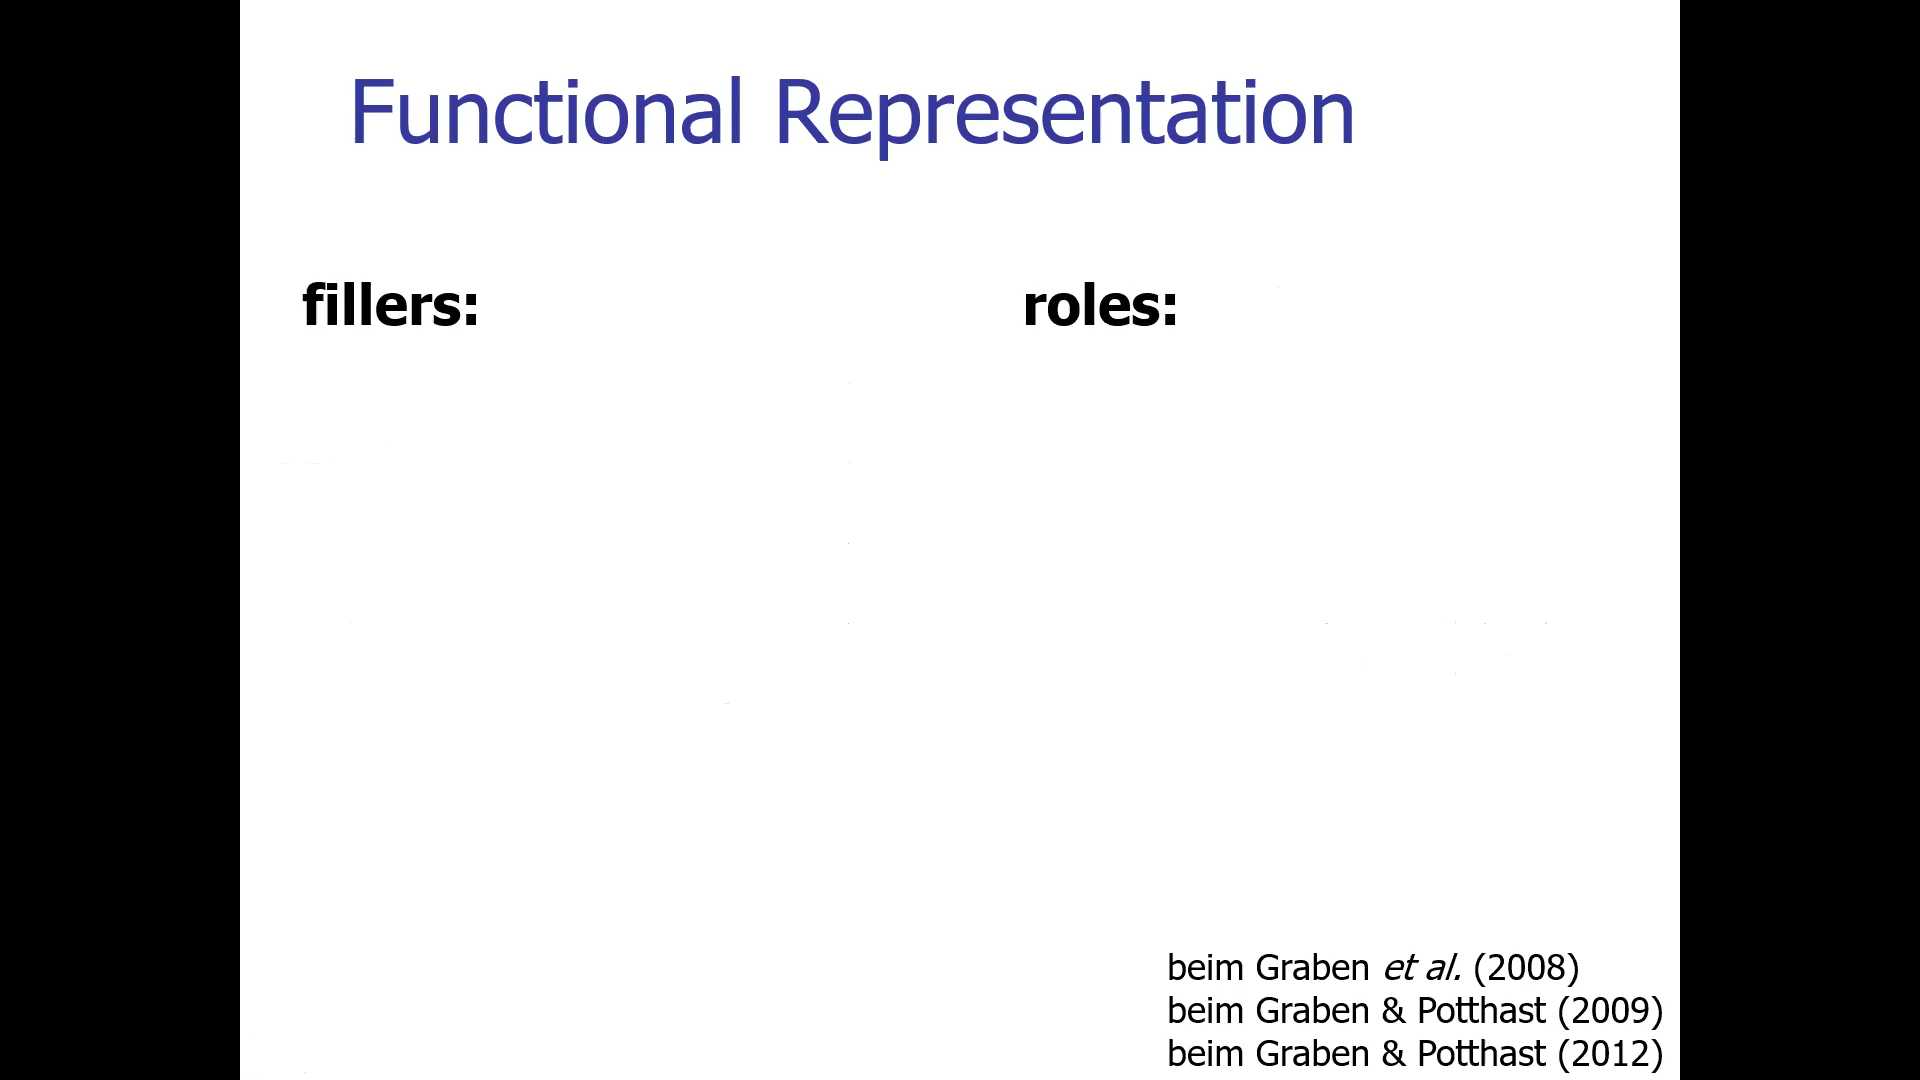 Functional Representation
fillers:
roles:
beim Graben et al. (2008)
beim Graben & Potthast (2009)
beim Graben & Potthast (2012)